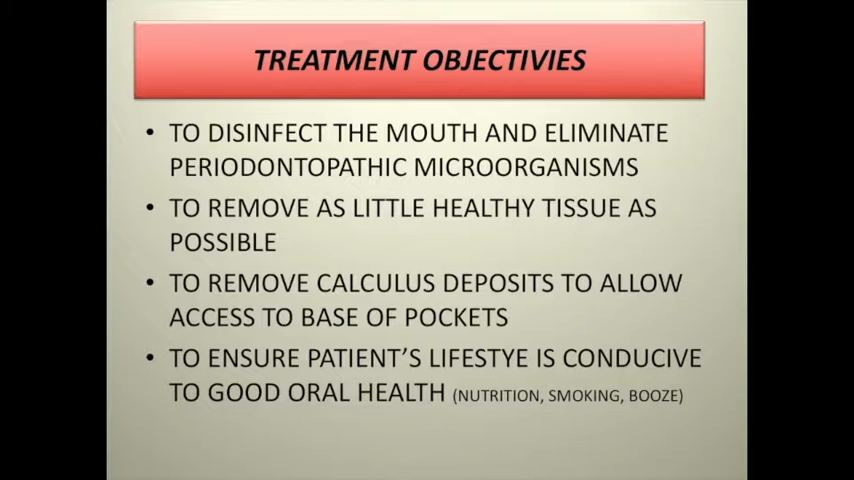 TREATMENT OBJECTIVIES
• TO DISINFECT THE MOUTH AND ELIMINATE
PERIODONTOPATHIC MICROORGANISMS
• TO REMOVE AS LITTLE HEALTHY TISSUE AS
POSSIBLE
• TO REMOVE CALCULUS DEPOSITS TO ALLOW
ACCESS TO BASE OF POCKETS
• TO ENSURE PATIENT’S LIFESTYE IS CONDUCIVE
TO GOOD ORAL HEALTH (NUTRITION, SMOKING, BOOZE)